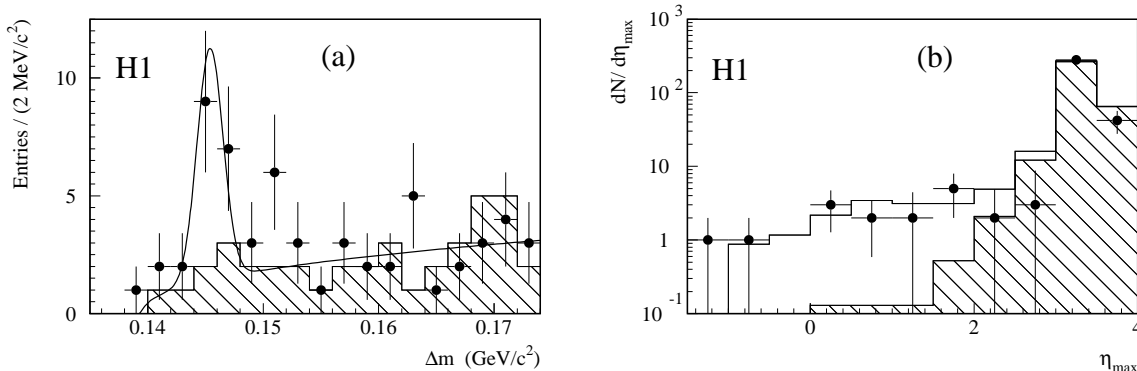 H1
(a)
Entries / (2 MeV/c²)
10
5
0
0.14
0.15
0.16
0.17
Δm (GeV/c²)
H1
(b)
dN/ dη_max
10³
10²
10
1
10⁻¹
0
2
4
η_max